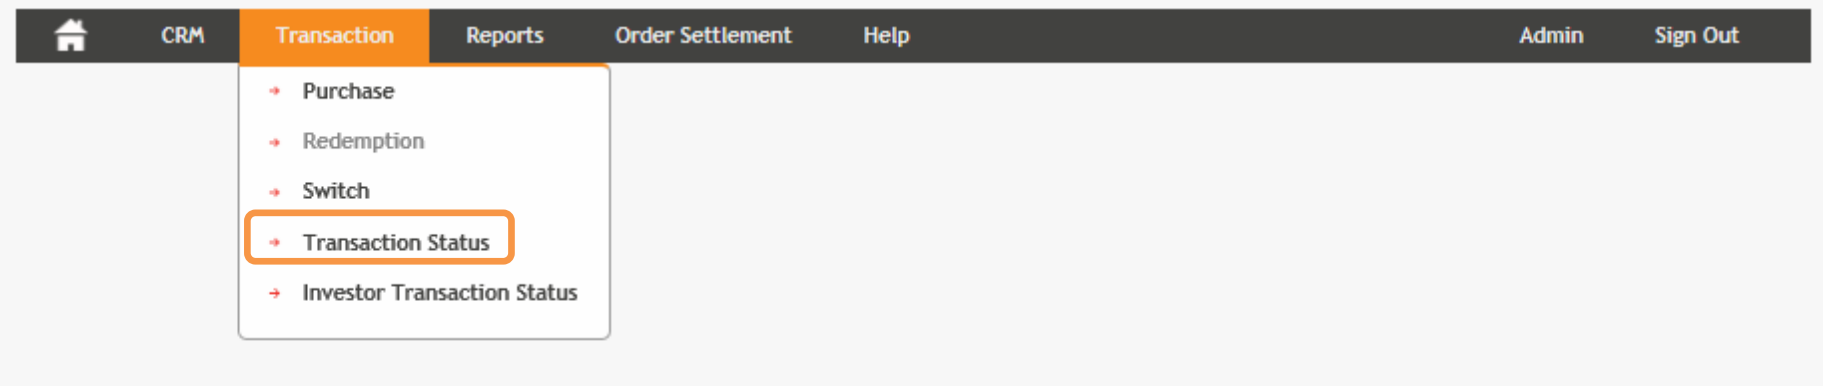 CRM Transaction Reports Order Settlement Help Admin Sign Out
Purchase
Redemption
Switch
Transaction Status
Investor Transaction Status